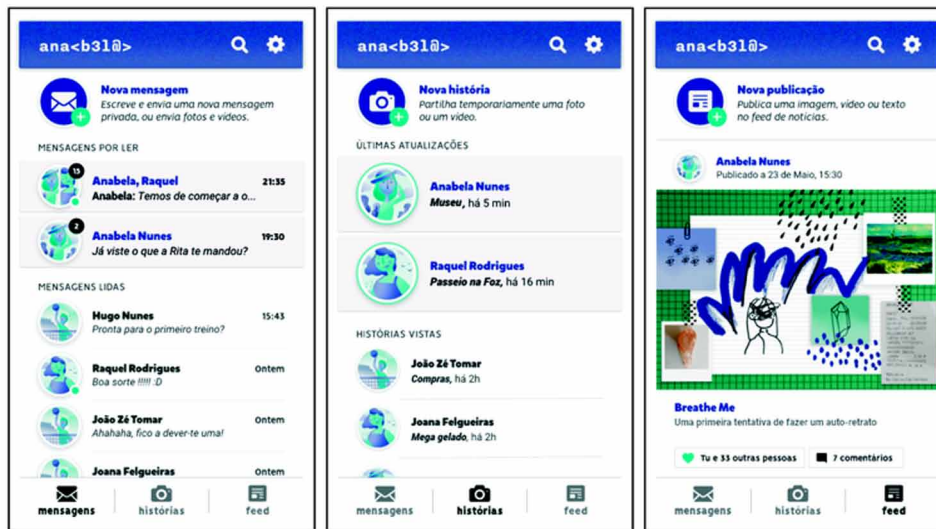 ana<b3l@>
Nova mensagem
Escreve e envia uma nova mensagem
privada, ou envia fotos e vídeos.
MENSAGENS POR LER
15
Anabela, Raquel 21:35
Anabela: Temos de começar a o...
2
Anabela Nunes 19:30
Já viste o que a Rita te mandou?
MENSAGENS LIDAS
Hugo Nunes 15:43
Pronta para o primeiro treino?
Raquel Rodrigues Ontem
Boa sorte !!!!! :D
João Zé Tomar Ontem
Ahahaha, fico a dever-te uma!
Joana Felgueiras Ontem
mensagens histórias feed
ana<b3l@>
Nova história
Partilha temporariamente uma foto
ou um vídeo.
ÚLTIMAS ATUALIZAÇÕES
Anabela Nunes
Museu, há 5 min
Raquel Rodrigues
Passeio na Foz, há 16 min
HISTÓRIAS VISTAS
João Zé Tomar
Compras, há 2h
Joana Felgueiras
Mega gelado, há 2h
mensagens histórias feed
ana<b3l@>
Nova publicação
Publica uma imagem, vídeo ou texto
no feed de notícias.
Anabela Nunes
Publicado a 23 de Maio, 15:30
Breathe Me
Uma primeira tentativa de fazer um auto-retrato
Tu e 33 outras pessoas 7 comentários
mensagens histórias feed